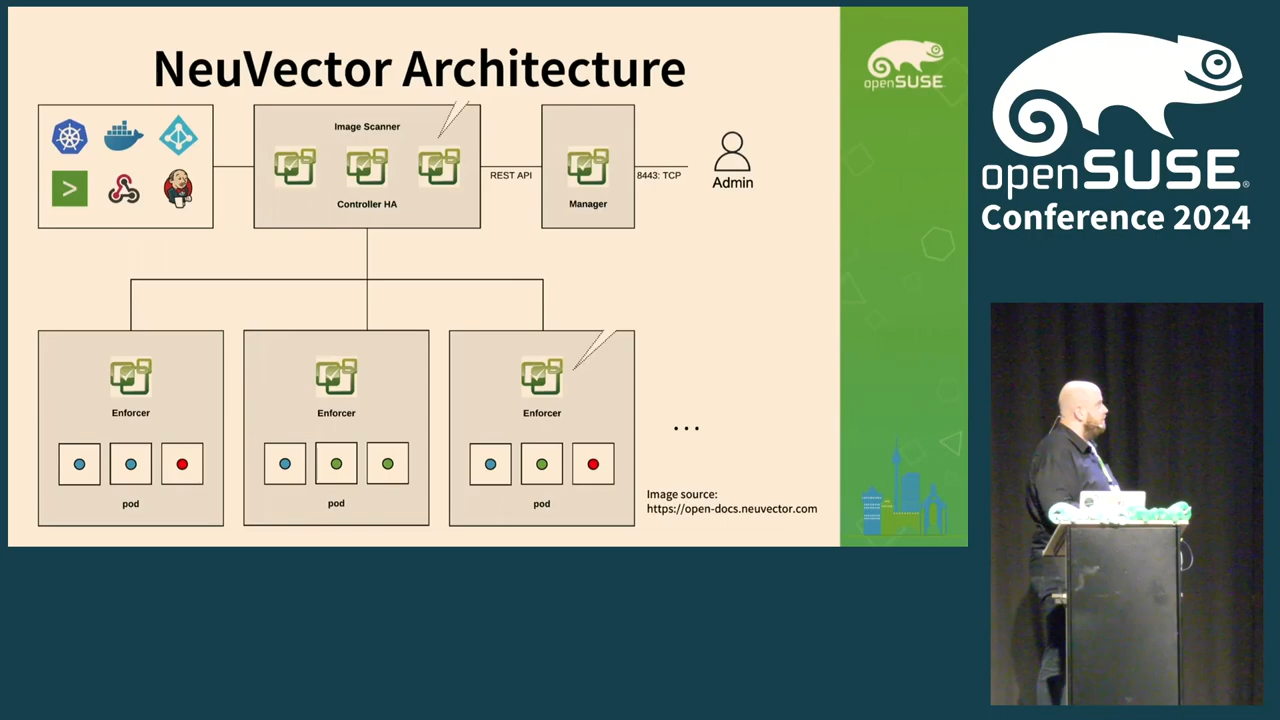 NeuVector Architecture
openSUSE
Image Scanner
Controller HA
REST API
Manager
8443: TCP
Admin
Enforcer
pod
Enforcer
pod
Enforcer
pod
...
Image source:
https://open-docs.neuvector.com
openSUSE®
Conference 2024